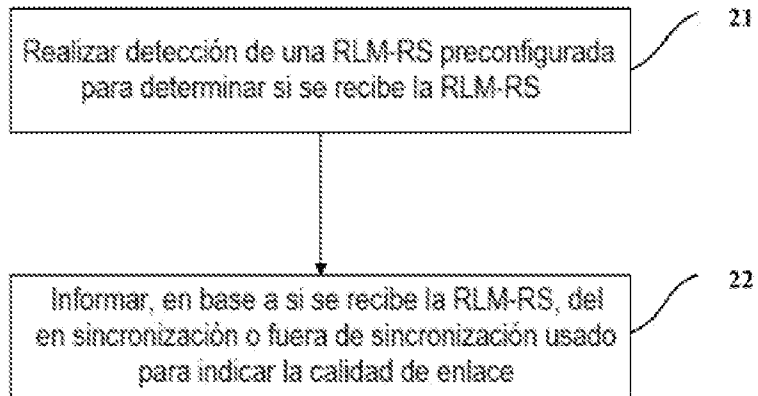 21
Realizar detección de una RLM-RS preconfigurada
para determinar si se recibe la RLM-RS
22
Informar, en base a si se recibe la RLM-RS, del
en sincronización o fuera de sincronización usado
para indicar la calidad de enlace